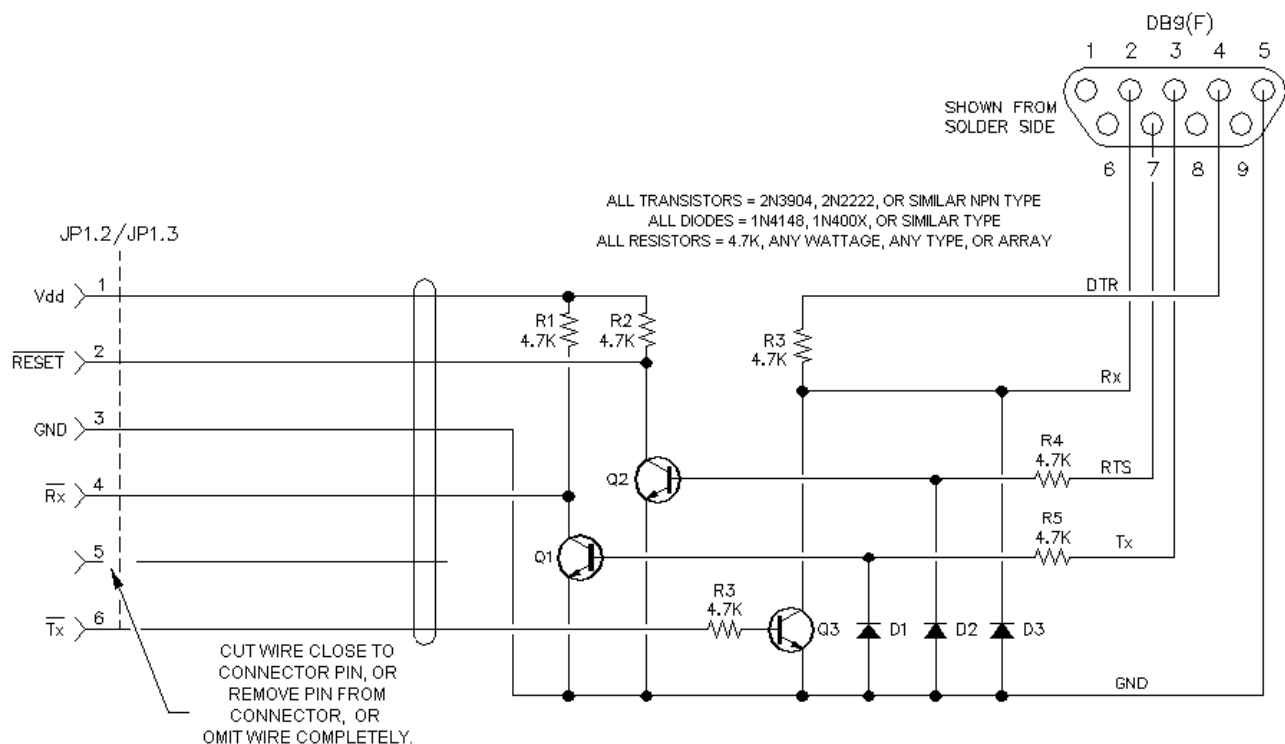 DB9(F)
1 2 3 4 5
SHOWN FROM
SOLDER SIDE
6 7 8 9
ALL TRANSISTORS = 2N3904, 2N2222, OR SIMILAR NPN TYPE
ALL DIODES = 1N4148, 1N400X, OR SIMILAR TYPE
ALL RESISTORS = 4.7K, ANY WATTAGE, ANY TYPE, OR ARRAY
JP1.2/JP1.3
Vdd 1
DTR
R1
4.7K
R2
4.7K
R3
4.7K
RESET 2
Rx
GND 3
R4
4.7K
RTS
Q2
Rx 4
R5
4.7K
Tx
Q1
5
R3
4.7K
Tx 6
Q3
D1
D2
D3
CUT WIRE CLOSE TO
CONNECTOR PIN, OR
REMOVE PIN FROM
CONNECTOR, OR
OMIT WIRE COMPLETELY.
GND